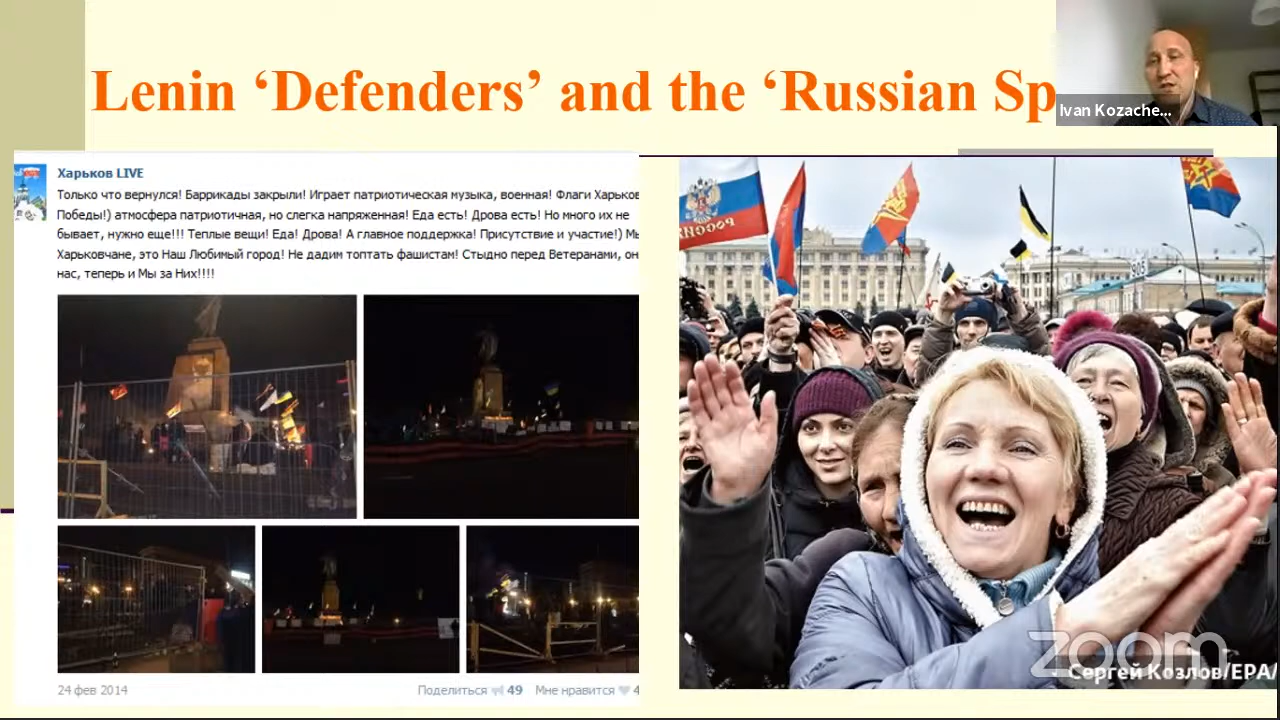 Lenin ‘Defenders’ and the ‘Russian Sp
Ivan Kozache...
Харьков LIVE
Только что вернулся! Баррикады закрыли! Играет патриотическая музыка, военная! Флаги Харьков
Победы!) атмосфера патриотичная, но слегка напряженная! Еда есть! Дрова есть! Но много их не
бывает, нужно еще!!! Теплые вещи! Еда! Дрова! А главное поддержка! Присутствие и участие!) Мы
Харьковчане, это Наш Любимый город! Не дадим топтать фашистам! Стыдно перед Ветеранами, он
нас, теперь и Мы за Них!!!!
24 фев 2014
Поделиться 49 Мне нравится 4
РОССИЯ
zoom
Сергей Козлов/EPA/